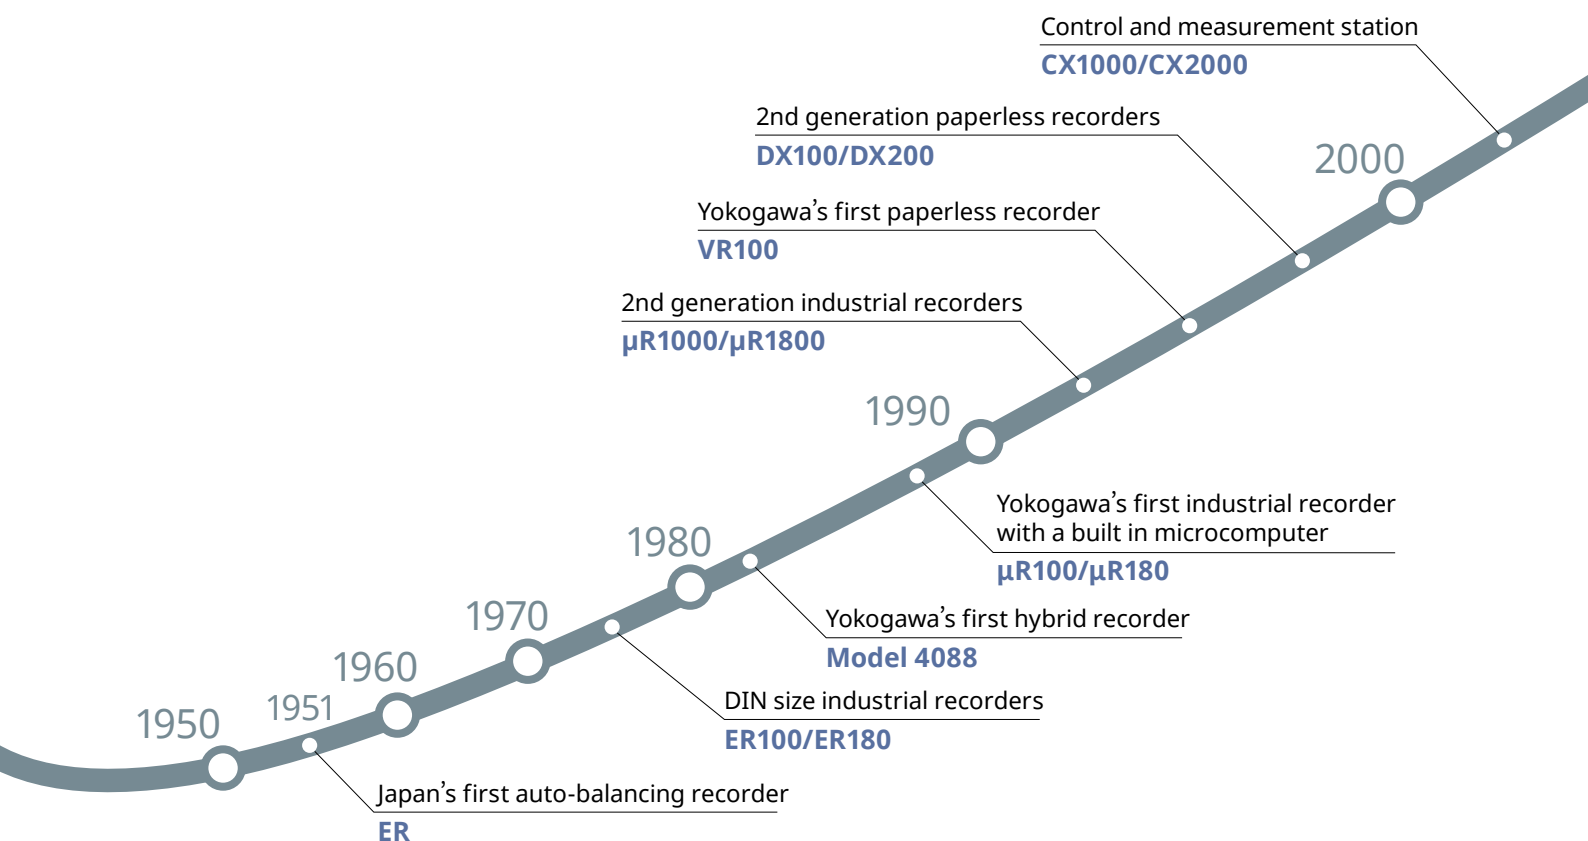 Control and measurement station
CX1000/CX2000
2nd generation paperless recorders
DX100/DX200
2000
Yokogawa’s first paperless recorder
VR100
2nd generation industrial recorders
μR1000/μR1800
1990
Yokogawa’s first industrial recorder
with a built in microcomputer
μR100/μR180
1980
Yokogawa’s first hybrid recorder
Model 4088
1970
DIN size industrial recorders
ER100/ER180
1960
1951
1950
Japan’s first auto-balancing recorder
ER